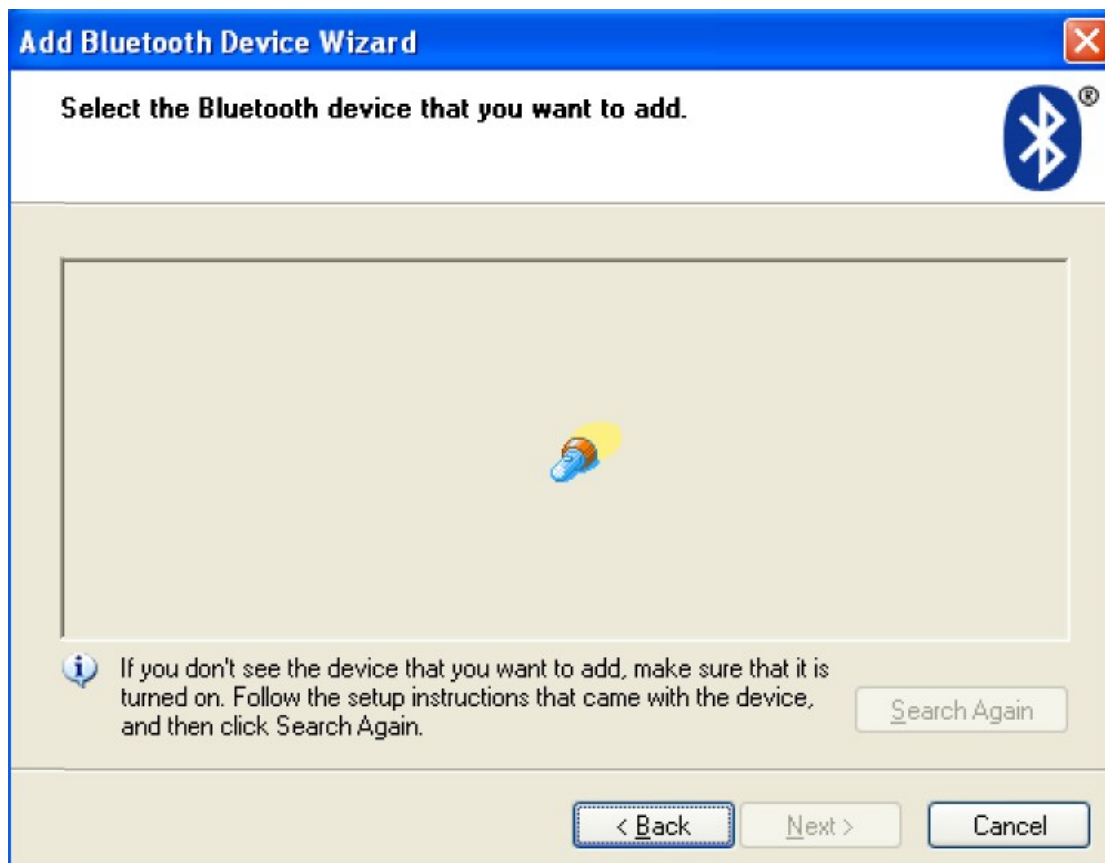 Add Bluetooth Device Wizard
Select the Bluetooth device that you want to add.
®
If you don't see the device that you want to add, make sure that it is
turned on. Follow the setup instructions that came with the device,
and then click Search Again.
Search Again
< Back
Next >
Cancel